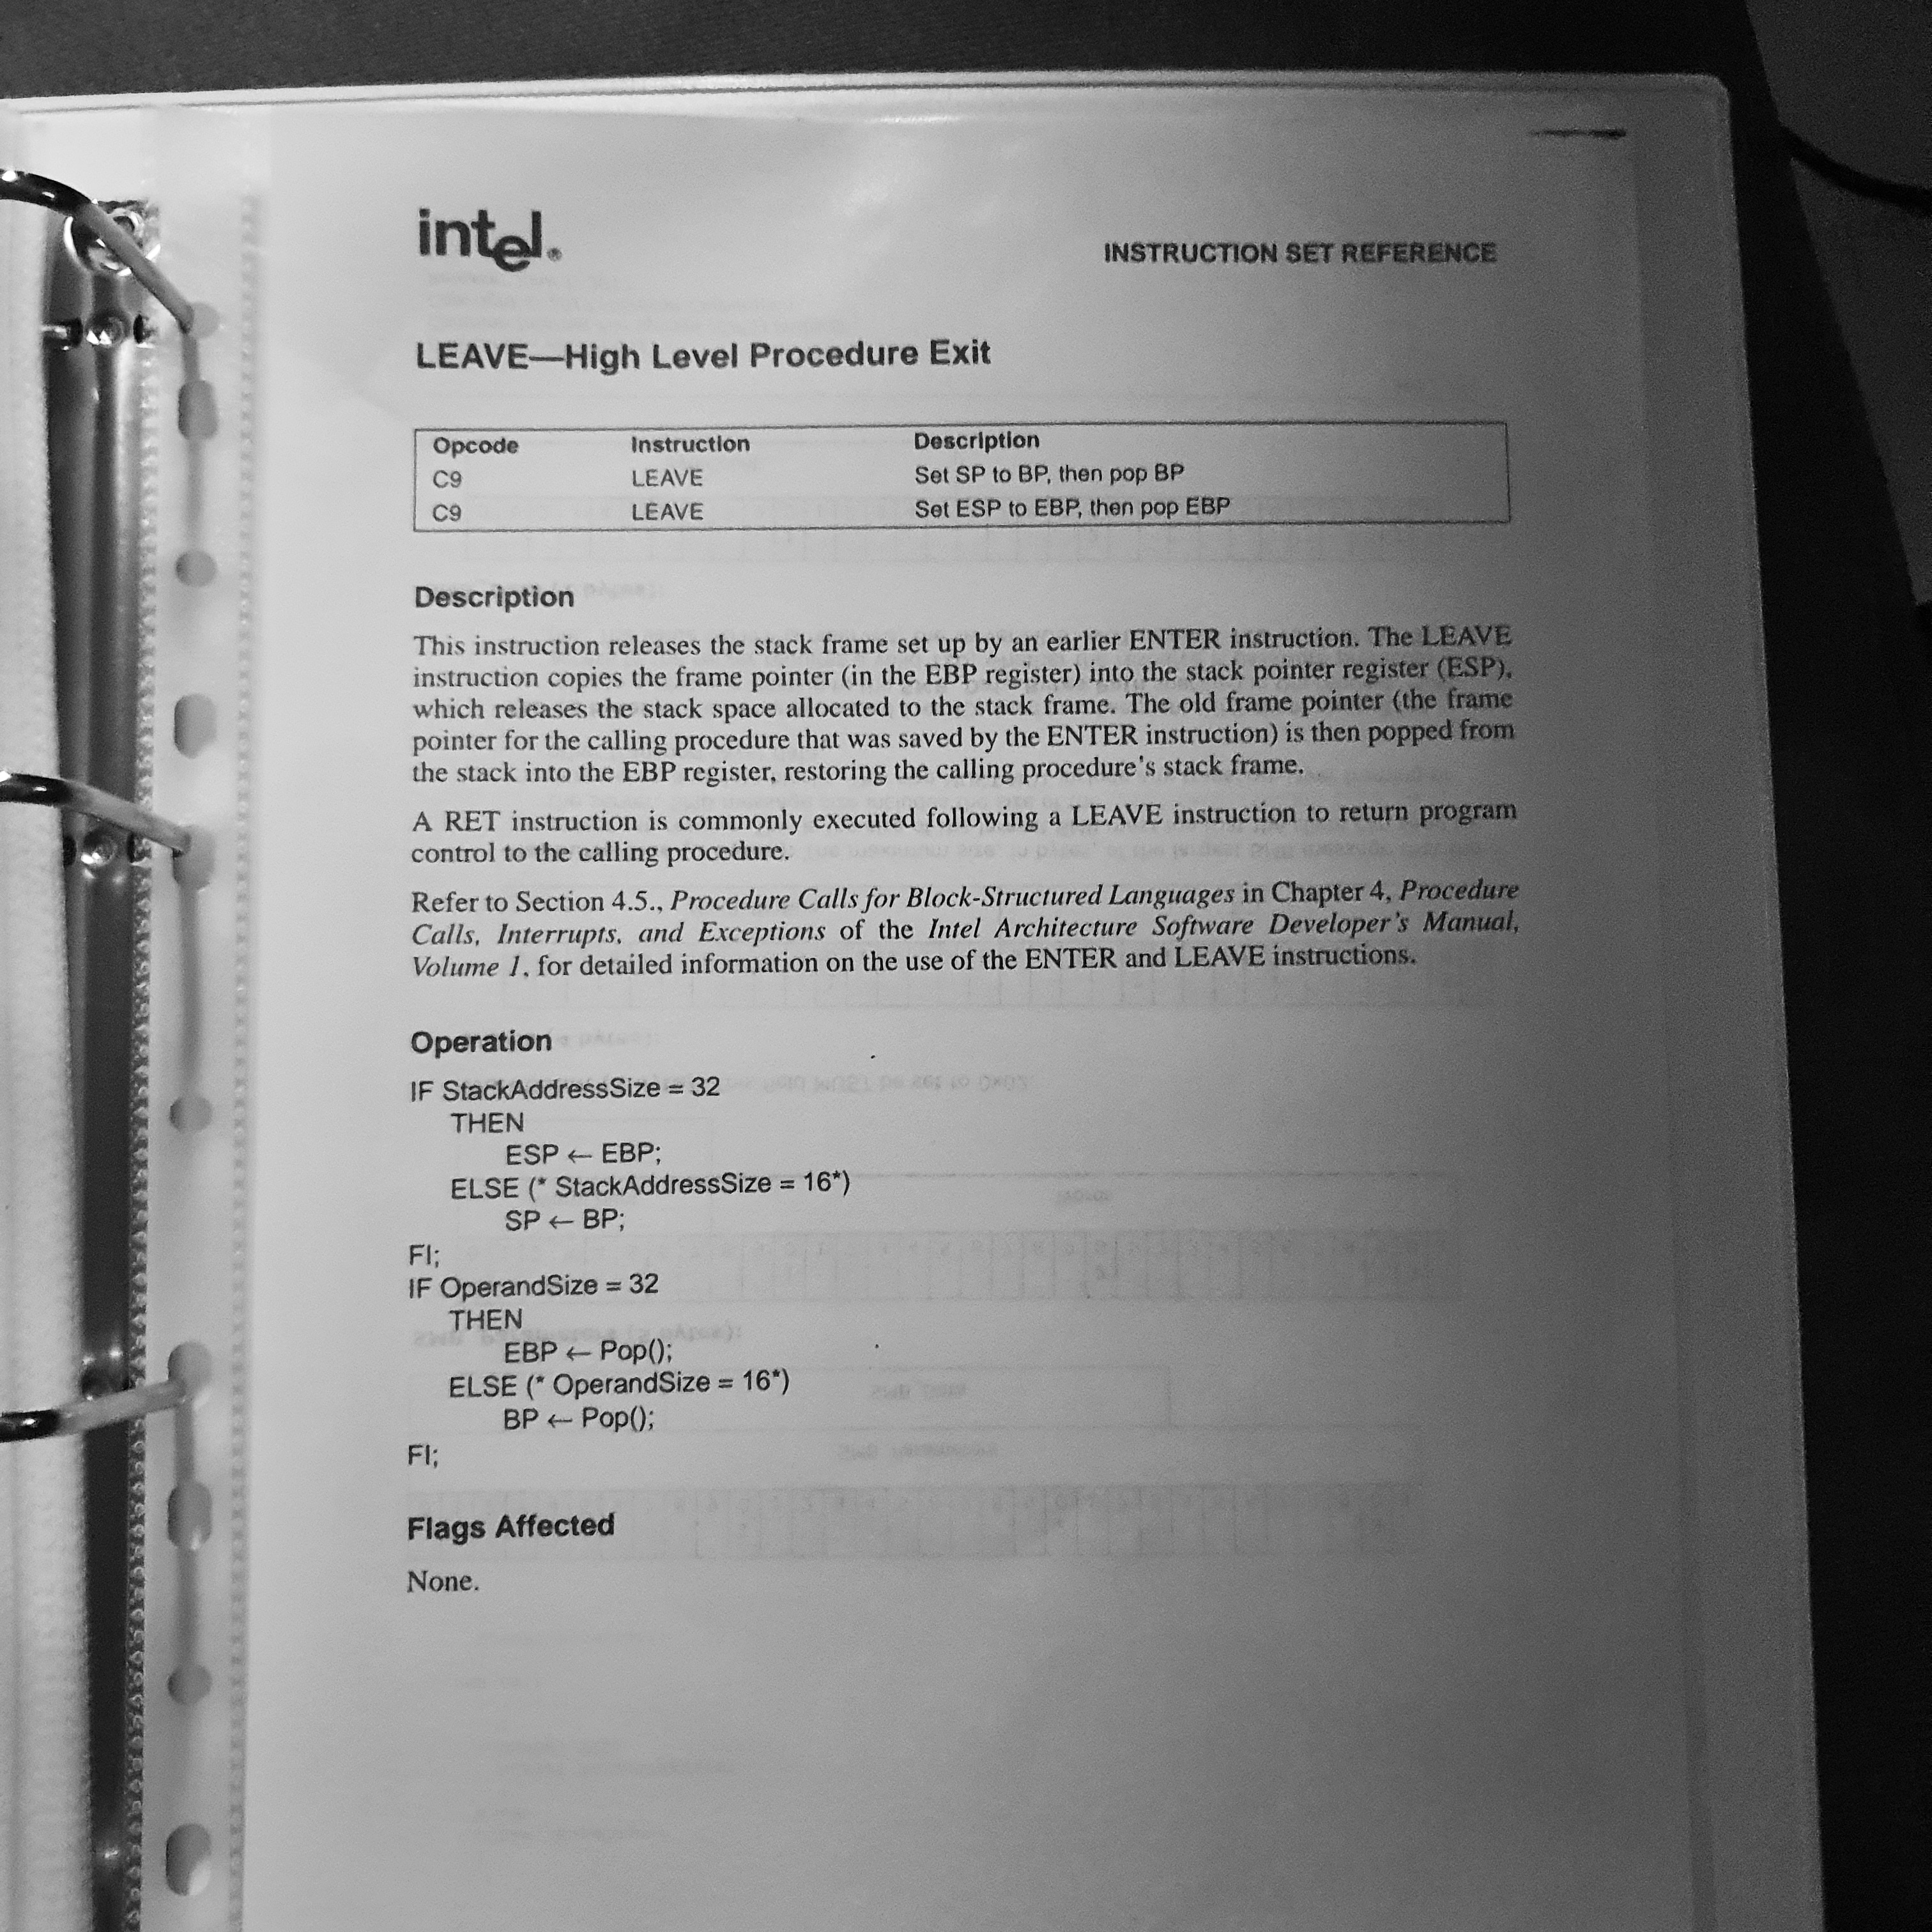 intel®
INSTRUCTION SET REFERENCE
LEAVE—High Level Procedure Exit
Opcode Instruction Description
C9 LEAVE Set SP to BP, then pop BP
C9 LEAVE Set ESP to EBP, then pop EBP
Description
This instruction releases the stack frame set up by an earlier ENTER instruction. The LEAVE
instruction copies the frame pointer (in the EBP register) into the stack pointer register (ESP),
which releases the stack space allocated to the stack frame. The old frame pointer (the frame
pointer for the calling procedure that was saved by the ENTER instruction) is then popped from
the stack into the EBP register, restoring the calling procedure's stack frame.
A RET instruction is commonly executed following a LEAVE instruction to return program
control to the calling procedure.
Refer to Section 4.5., Procedure Calls for Block-Structured Languages in Chapter 4, Procedure
Calls, Interrupts, and Exceptions of the Intel Architecture Software Developer's Manual,
Volume 1, for detailed information on the use of the ENTER and LEAVE instructions.
Operation
IF StackAddressSize = 32
THEN
ESP ← EBP;
ELSE (* StackAddressSize = 16*)
SP ← BP;
FI;
IF OperandSize = 32
THEN
EBP ← Pop();
ELSE (* OperandSize = 16*)
BP ← Pop();
FI;
Flags Affected
None.